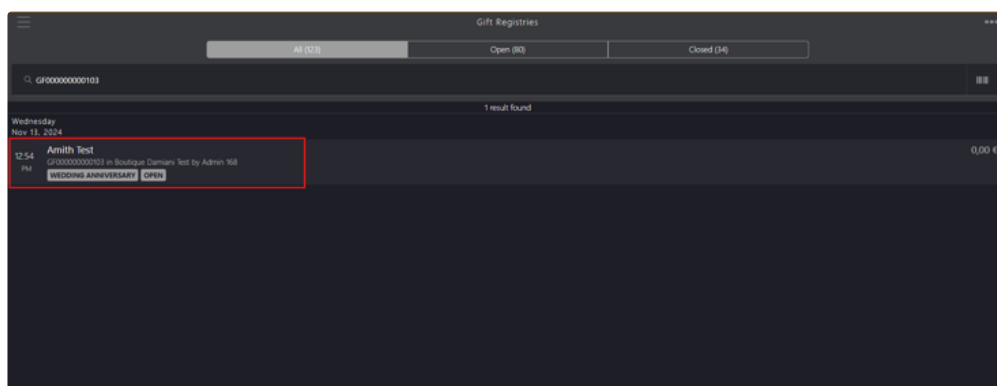 Gift Registries
All (123) Open (80) Closed (34)
GF000000000103
1 result found
Wednesday
Nov 13, 2024
12:54 PM
Amith Test
0,00 €
GF000000000103 in Boutique Damiani Test by Admin 168
WEDDING ANNIVERSARY OPEN